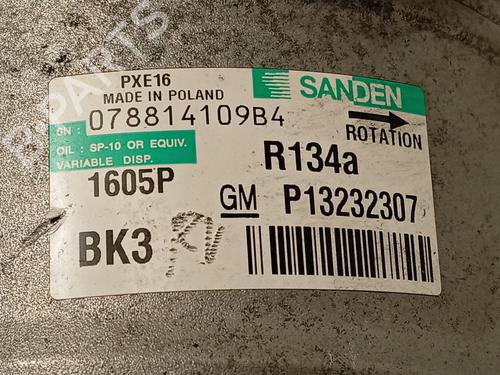 PXE16
MADE IN POLAND
SANDEN
SN : 078814109B4
ROTATION
OIL : SP-10 OR EQUIV.
VARIABLE DISP.
R134a
1605P
GM P13232307
BK3